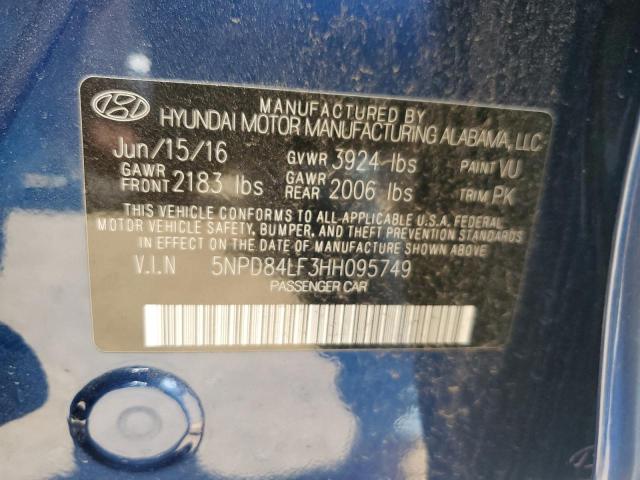 MANUFACTURED BY
HYUNDAI MOTOR MANUFACTURING ALABAMA, LLC
Jun/15/16 GVWR 3924 lbs PAINT VU
GAWR FRONT 2183 lbs GAWR REAR 2006 lbs TRIM PK
THIS VEHICLE CONFORMS TO ALL APPLICABLE U.S.A. FEDERAL
MOTOR VEHICLE SAFETY, BUMPER, AND THEFT PREVENTION
STANDARDS IN EFFECT ON THE DATE OF MANUFACTURE SHOWN ABOVE
V.I.N 5NPD84LF3HH095749
PASSENGER CAR